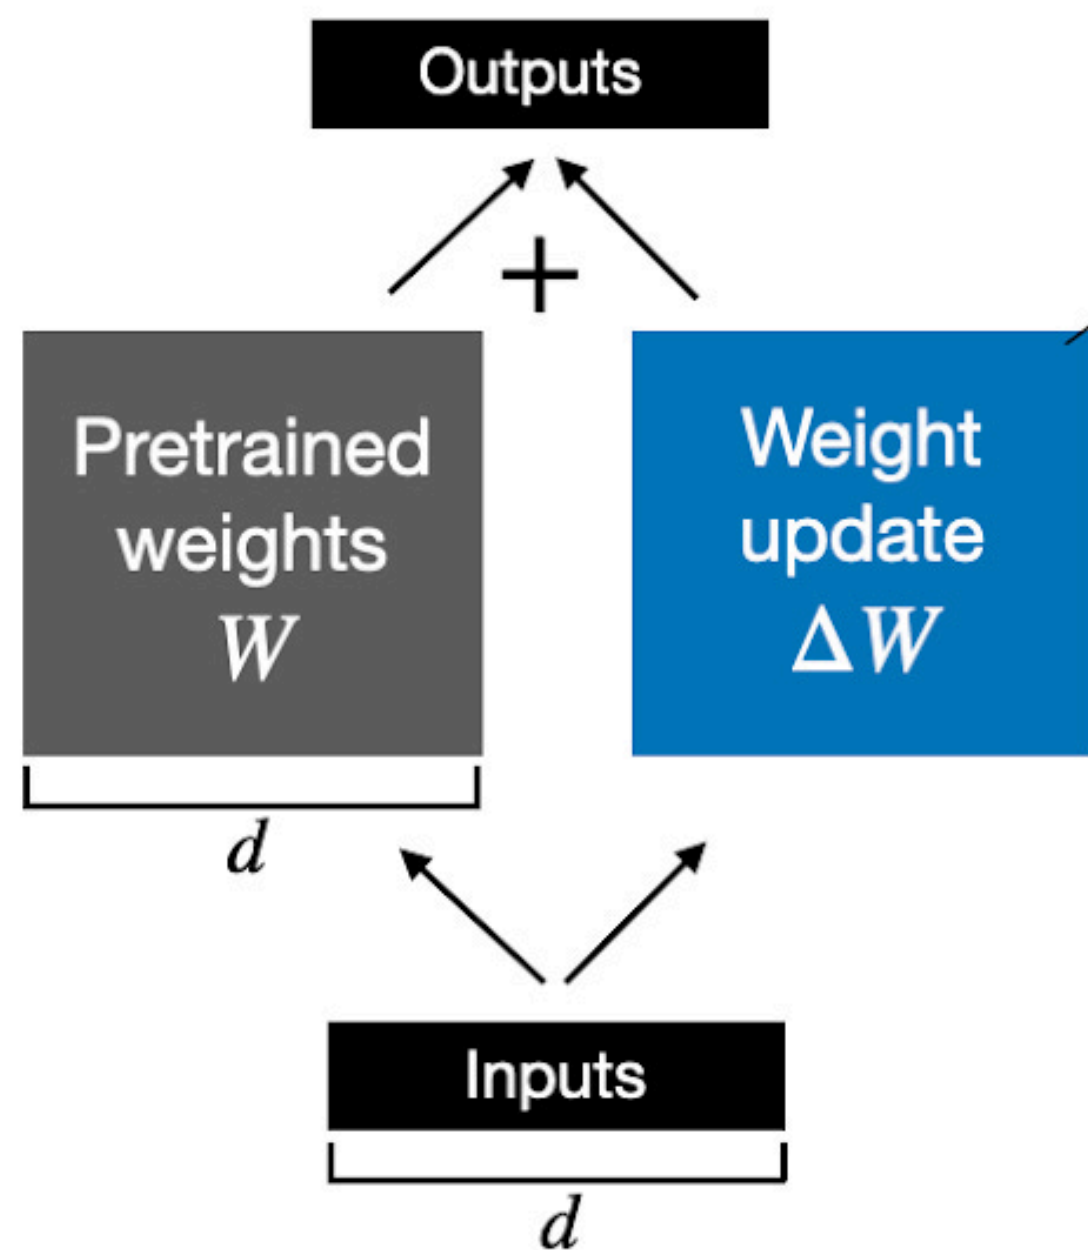 Outputs
+
Pretrained
weights
W
Weight
update
ΔW
d
Inputs
d